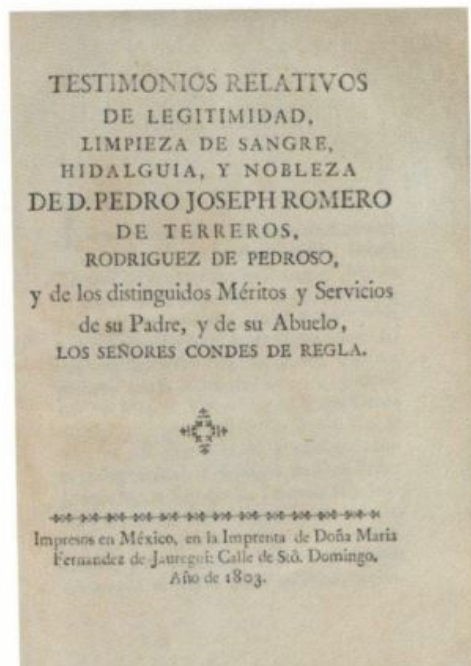 TESTIMONIOS RELATIVOS
DE LEGITIMIDAD,
LIMPIEZA DE SANGRE,
HIDALGUIA, Y NOBLEZA
DE D. PEDRO JOSEPH ROMERO
DE TERREROS,
RODRIGUEZ DE PEDROSO,
y de los distinguidos Méritos y Servicios
de su Padre, y de su Abuelo,
LOS SEÑORES CONDES DE REGLA.
Impresos en México, en la Imprenta de Doña Maria
Fernandez de Jauregui: Calle de Stô. Domingo.
Año de 1803.